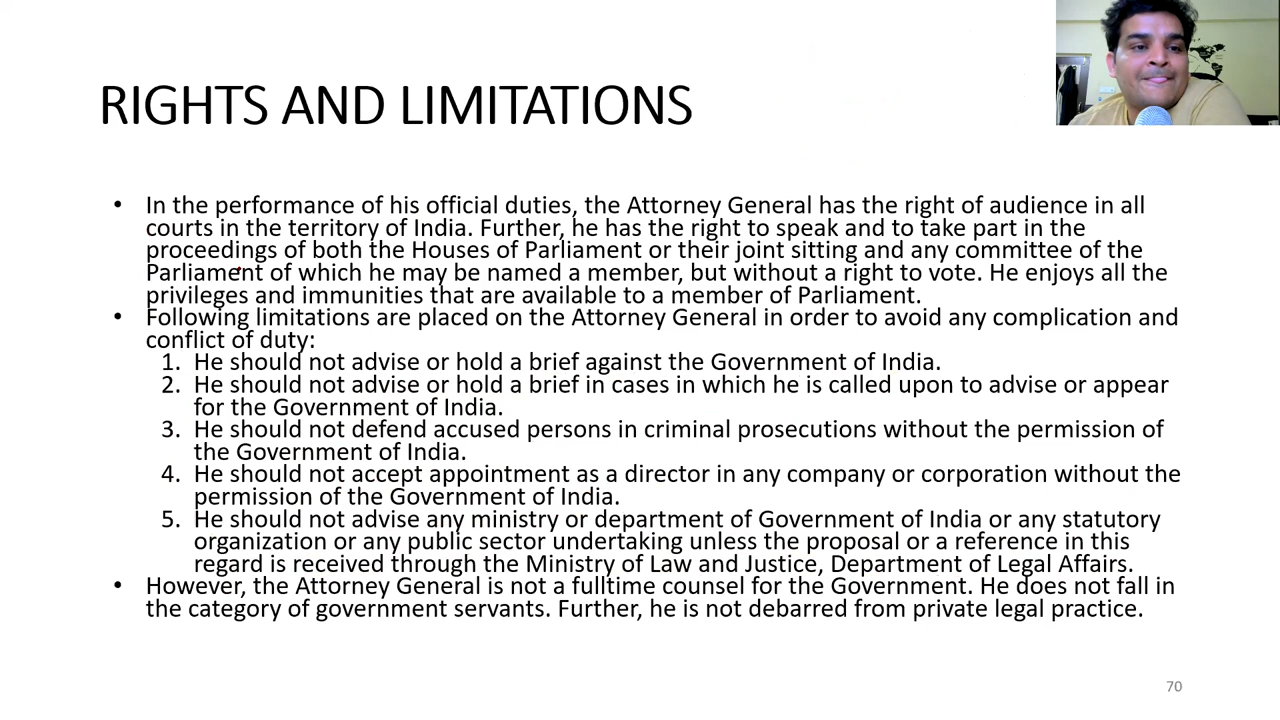 RIGHTS AND LIMITATIONS
• In the performance of his official duties, the Attorney General has the right of audience in all
courts in the territory of India. Further, he has the right to speak and to take part in the
proceedings of both the Houses of Parliament or their joint sitting and any committee of the
Parliament of which he may be named a member, but without a right to vote. He enjoys all the
privileges and immunities that are available to a member of Parliament.
• Following limitations are placed on the Attorney General in order to avoid any complication and
conflict of duty:
1. He should not advise or hold a brief against the Government of India.
2. He should not advise or hold a brief in cases in which he is called upon to advise or appear
for the Government of India.
3. He should not defend accused persons in criminal prosecutions without the permission of
the Government of India.
4. He should not accept appointment as a director in any company or corporation without the
permission of the Government of India.
5. He should not advise any ministry or department of Government of India or any statutory
organization or any public sector undertaking unless the proposal or a reference in this
regard is received through the Ministry of Law and Justice, Department of Legal Affairs.
• However, the Attorney General is not a fulltime counsel for the Government. He does not fall in
the category of government servants. Further, he is not debarred from private legal practice.
70